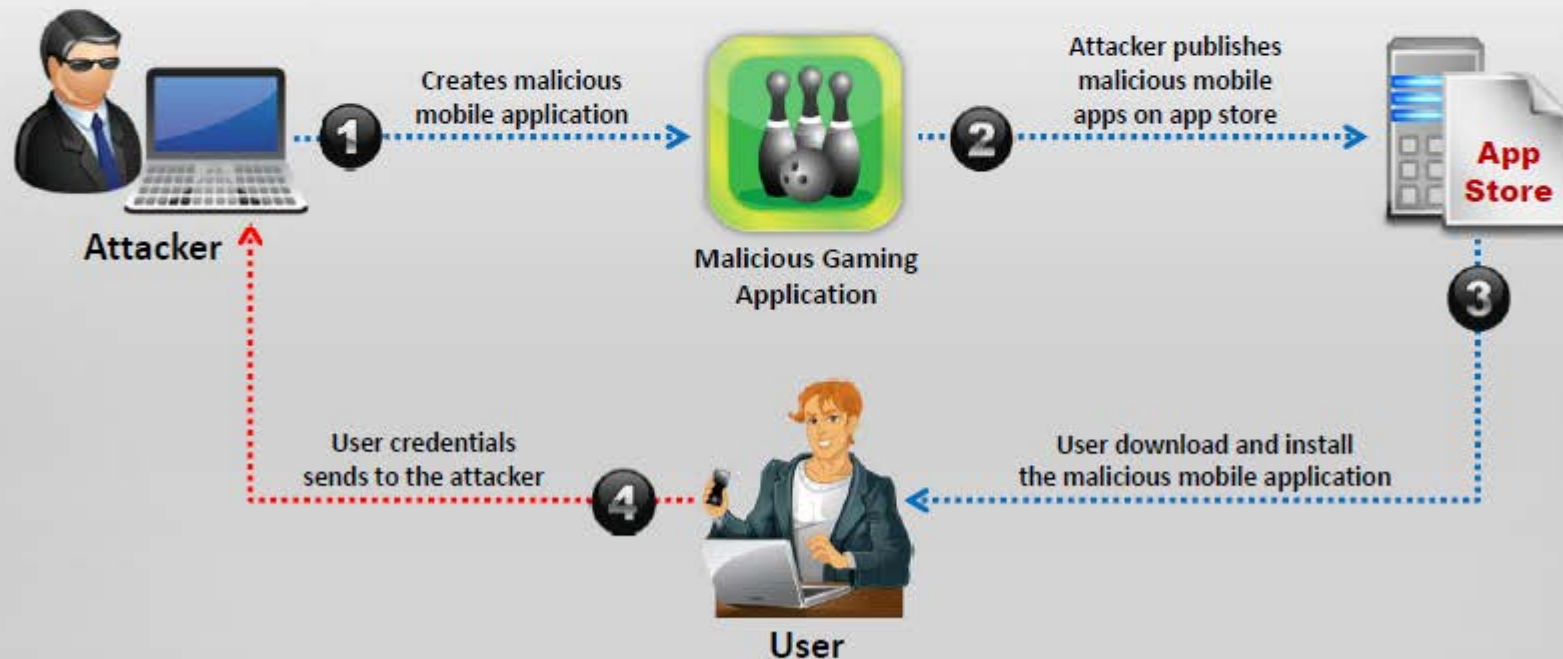 1
Creates malicious
mobile application
Attacker
Malicious Gaming
Application
2
Attacker publishes
malicious mobile
apps on app store
App
Store
3
User download and install
the malicious mobile application
User
4
User credentials
sends to the attacker